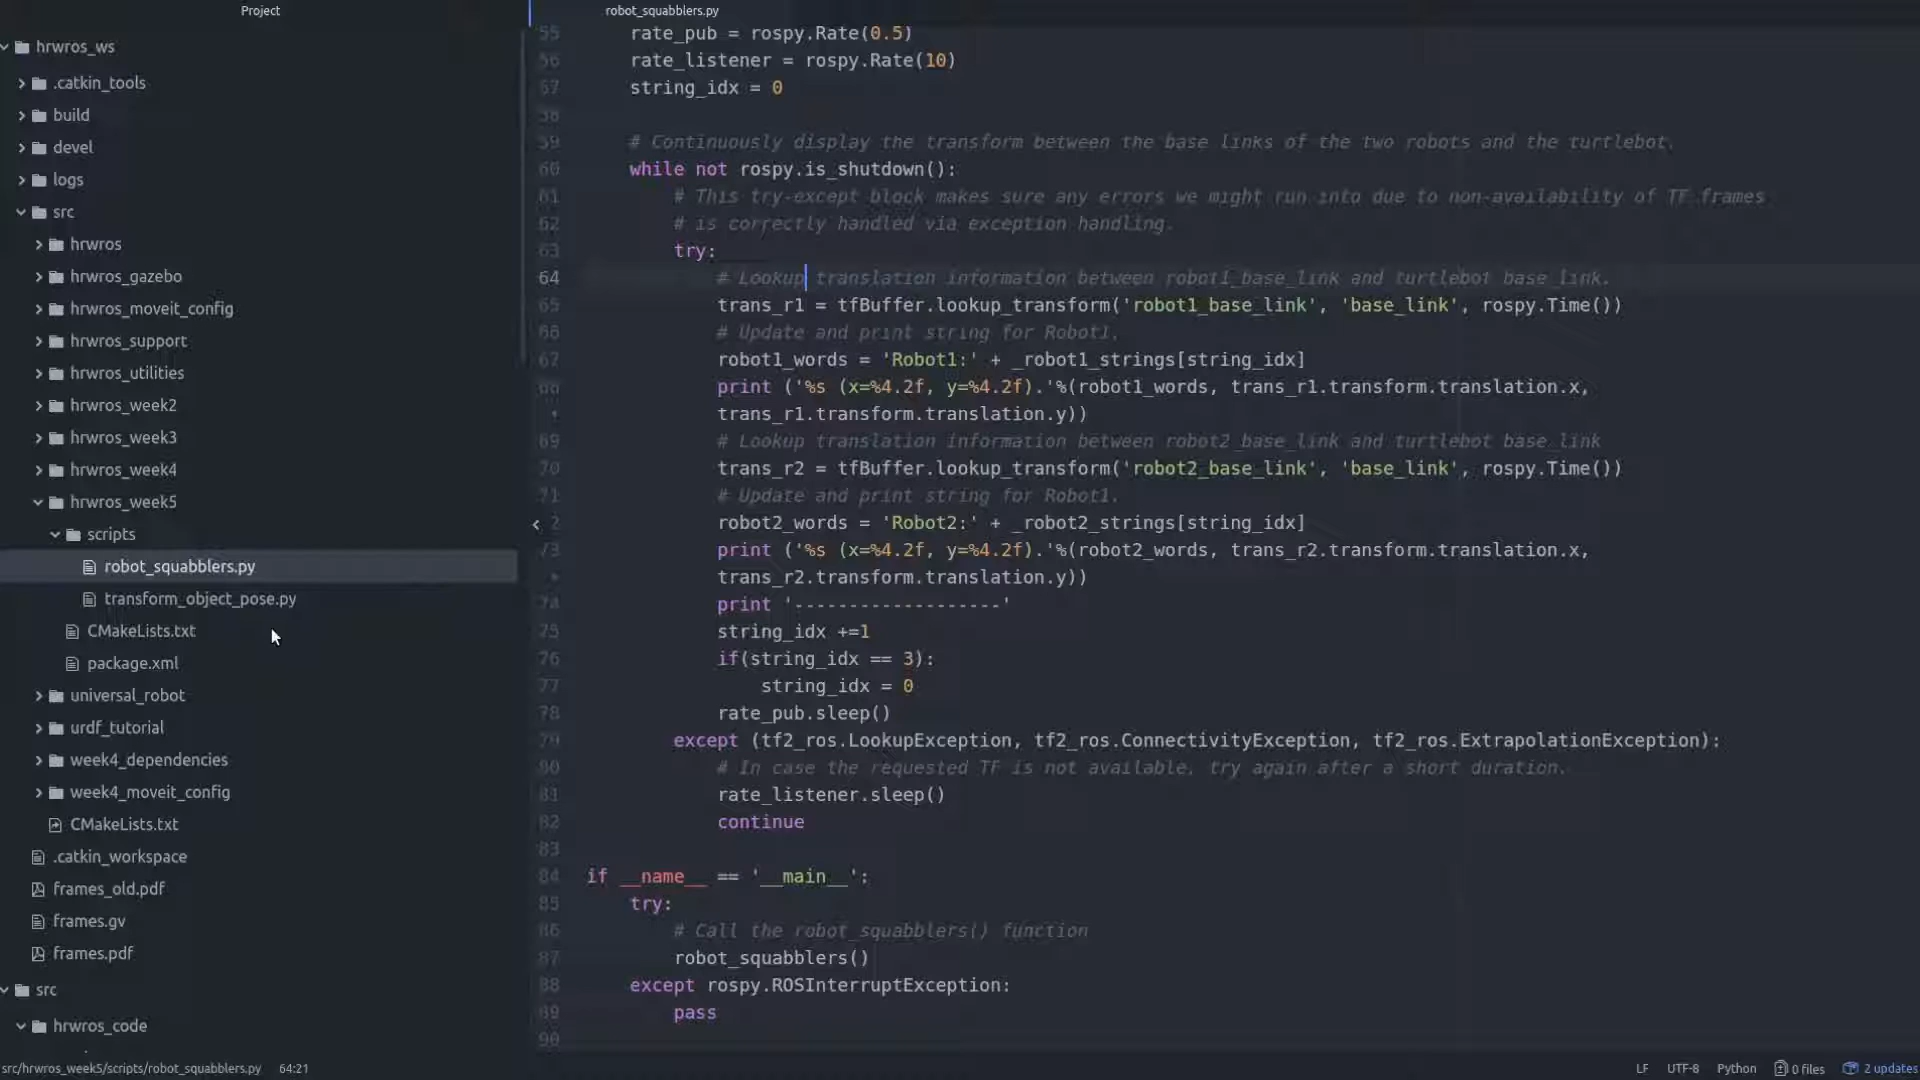 Project
hrwros_ws
.catkin_tools
build
devel
logs
src
hrwros
hrwros_gazebo
hrwros_moveit_config
hrwros_support
hrwros_utilities
hrwros_week2
hrwros_week3
hrwros_week4
hrwros_week5
scripts
robot_squabblers.py
transform_object_pose.py
CMakeLists.txt
package.xml
universal_robot
urdf_tutorial
week4_dependencies
week4_moveit_config
CMakeLists.txt
.catkin_workspace
frames_old.pdf
frames.gv
frames.pdf
src
hrwros_code
robot_squabblers.py
55 rate_pub = rospy.Rate(0.5)
56 rate_listener = rospy.Rate(10)
57 string_idx = 0
58
59 # Continuously display the transform between the base links of the two robots and the turtlebot.
60 while not rospy.is_shutdown():
61 # This try-except block makes sure any errors we might run into due to non-availability of TF frames
62 # is correctly handled via exception handling.
63 try:
64 # Lookup translation information between robot1_base_link and turtlebot base_link.
65 trans_r1 = tfBuffer.lookup_transform('robot1_base_link', 'base_link', rospy.Time())
66 # Update and print string for Robot1.
67 robot1_words = 'Robot1:' + _robot1_strings[string_idx]
68 print ('%s (x=%4.2f, y=%4.2f).'%(robot1_words, trans_r1.transform.translation.x,
• trans_r1.transform.translation.y))
69 # Lookup translation information between robot2_base_link and turtlebot base_link
70 trans_r2 = tfBuffer.lookup_transform('robot2_base_link', 'base_link', rospy.Time())
71 # Update and print string for Robot1.
2 robot2_words = 'Robot2:' + _robot2_strings[string_idx]
73 print ('%s (x=%4.2f, y=%4.2f).'%(robot2_words, trans_r2.transform.translation.x,
• trans_r2.transform.translation.y))
74 print '-------------------'
75 string_idx +=1
76 if(string_idx == 3):
77 string_idx = 0
78 rate_pub.sleep()
79 except (tf2_ros.LookupException, tf2_ros.ConnectivityException, tf2_ros.ExtrapolationException):
80 # In case the requested TF is not available, try again after a short duration.
81 rate_listener.sleep()
82 continue
83
84 if __name__ == '__main__':
85 try:
86 # Call the robot_squabblers() function
87 robot_squabblers()
88 except rospy.ROSInterruptException:
89 pass
90
src/hrwros_week5/scripts/robot_squabblers.py 64:21
LF UTF-8 Python 0 files 2 updates